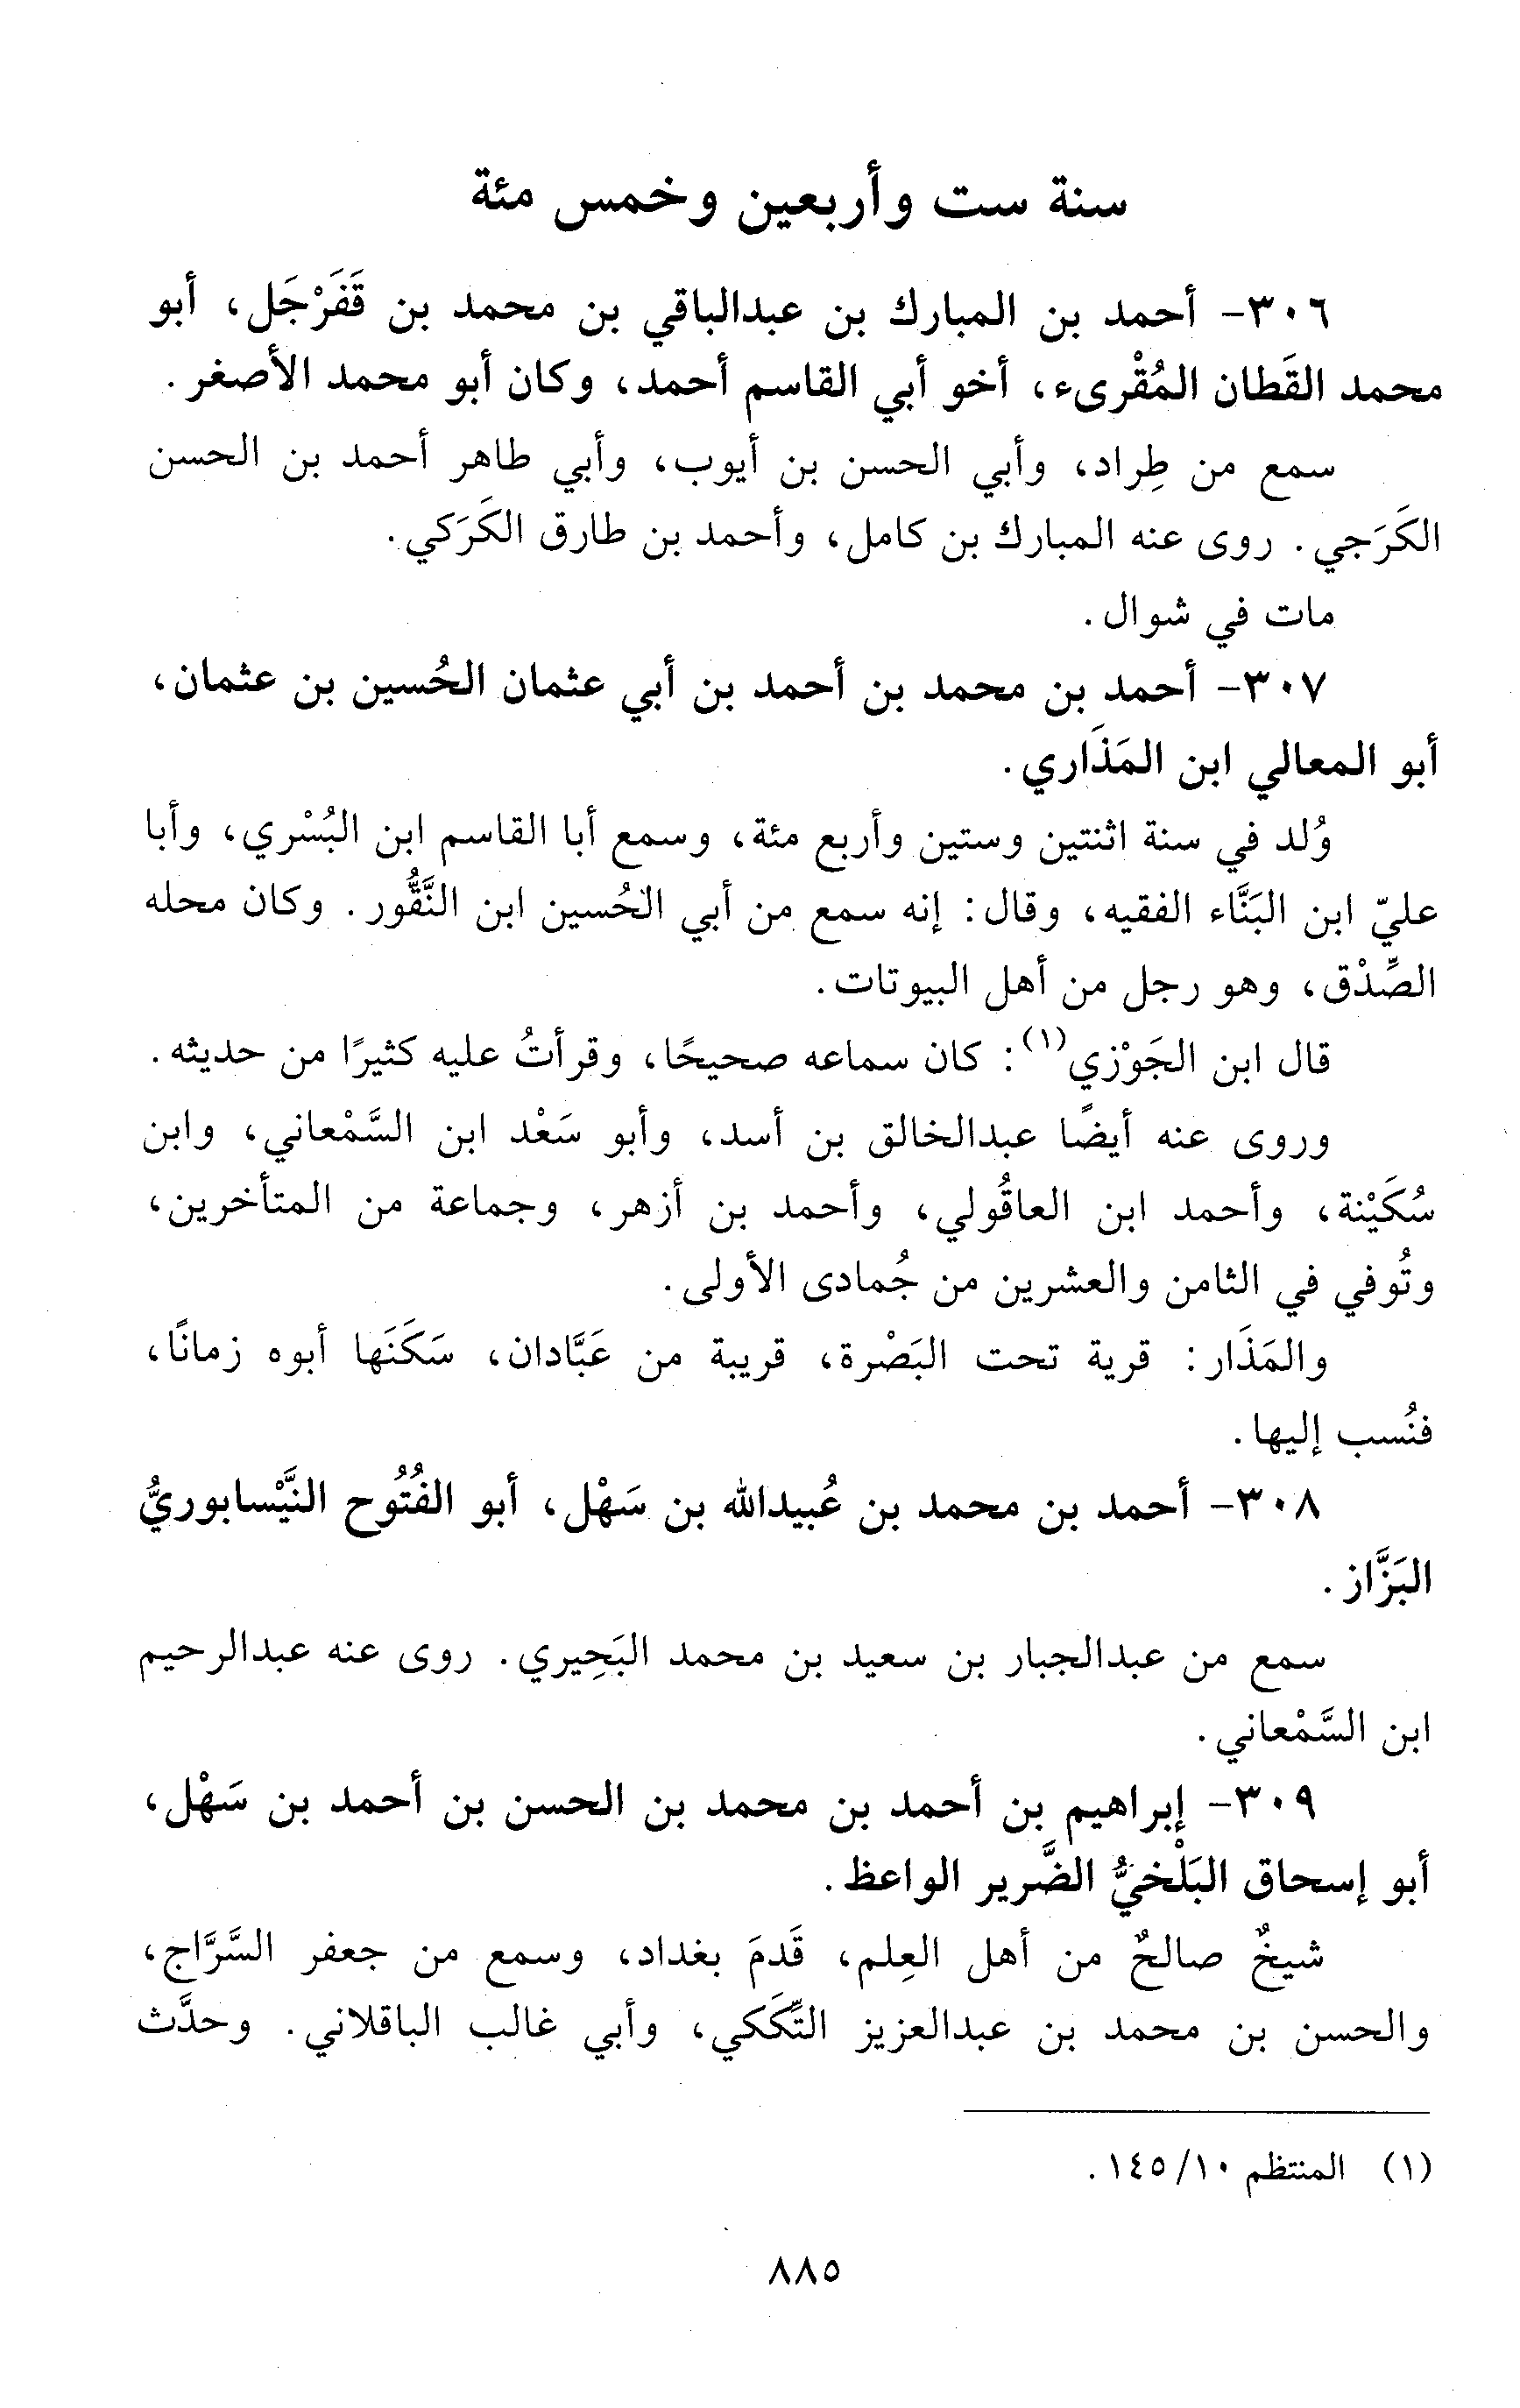 سنة ست وأربعين وخمس مئة
٣٠٦- أحمد بن المبارك بن عبدالباقي بن محمد بن قَفَرْجَل، أبو
محمد القَطان المُقْرىء، أخو أبي القاسم أحمد، وكان أبو محمد الأصغر.
سمع من طِراد، وأبي الحسن بن أيوب، وأبي طاهر أحمد بن الحسن
الكَرَجي. روى عنه المبارك بن كامل، وأحمد بن طارق الكَرَكي.
مات في شوال.
٣٠٧- أحمد بن محمد بن أحمد بن أبي عثمان الحُسين بن عثمان،
أبو المعالي ابن المَذَاري.
وُلد في سنة اثنتين وستين وأربع مئة، وسمع أبا القاسم ابن البُسْري، وأبا
عليّ ابن البَنَّاء الفقيه، وقال: إنه سمع من أبي الحُسين ابن النَّقُّور. وكان محله
الصِّدْق، وهو رجل من أهل البيوتات.
قال ابن الجَوْزي(١): كان سماعه صحيحًا، وقرأتُ عليه كثيرًا من حديثه.
وروى عنه أيضًا عبدالخالق بن أسد، وأبو سَعْد ابن السَّمْعاني، وابن
سُكَيْنة، وأحمد ابن العاقُولي، وأحمد بن أزهر، وجماعة من المتأخرين،
وتُوفي في الثامن والعشرين من جُمادى الأولى.
والمَذَار: قرية تحت البَصْرة، قريبة من عَبَّادان، سَكَنَها أبوه زمانًا،
فنُسب إليها.
٣٠٨- أحمد بن محمد بن عُبيدالله بن سَهْل، أبو الفُتُوح النَّيْسابوريُّ
البَزَّاز.
سمع من عبدالجبار بن سعيد بن محمد البَحِيري. روى عنه عبدالرحيم
ابن السَّمْعاني.
٣٠٩- إبراهيم بن أحمد بن محمد بن الحسن بن أحمد بن سَهْل،
أبو إسحاق البَلْخيُّ الضَّرير الواعظ.
شيخٌ صالحٌ من أهل العِلم، قَدمَ بغداد، وسمع من جعفر السَّرَّاج،
والحسن بن محمد بن عبدالعزيز التِّكَكي، وأبي غالب الباقلاني. وحدَّث
(١) المنتظم ١٠/ ١٤٥.
٨٨٥